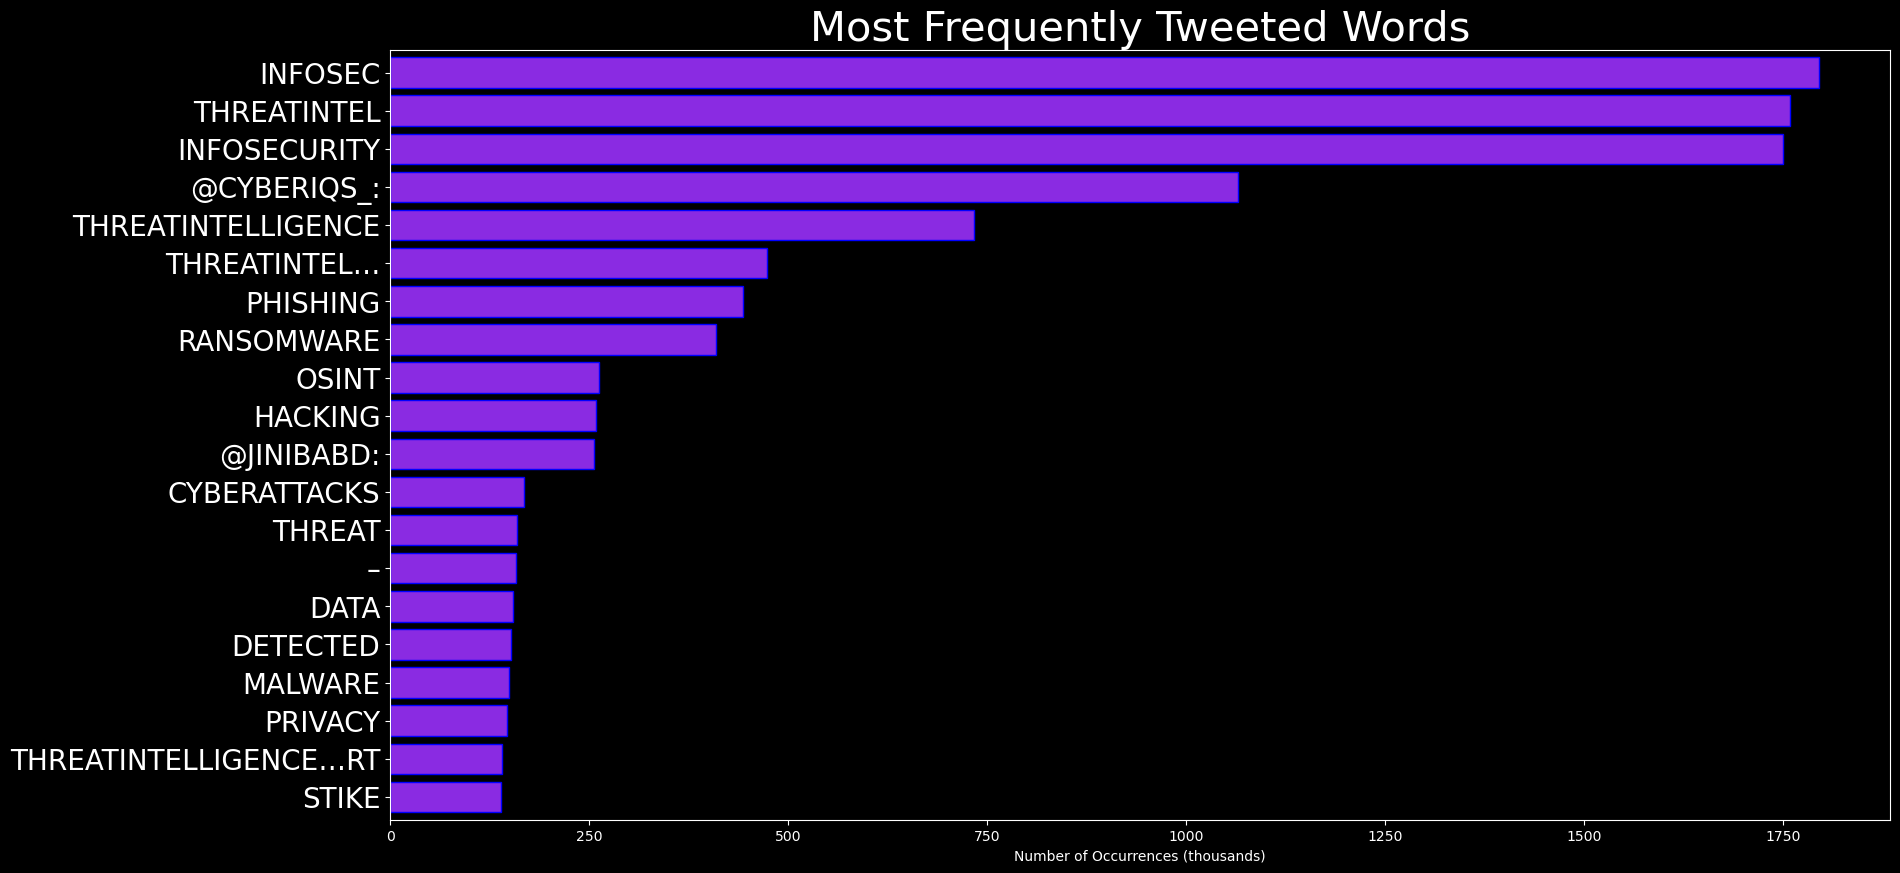 Most Frequently Tweeted Words
INFOSEC
THREATINTEL
INFOSECURITY
@CYBERIQS_:
THREATINTELLIGENCE
THREATINTEL…
PHISHING
RANSOMWARE
OSINT
HACKING
@JINIBABD:
CYBERATTACKS
THREAT
–
DATA
DETECTED
MALWARE
PRIVACY
THREATINTELLIGENCE…RT
STIKE
0 250 500 750 1000 1250 1500 1750
Number of Occurrences (thousands)